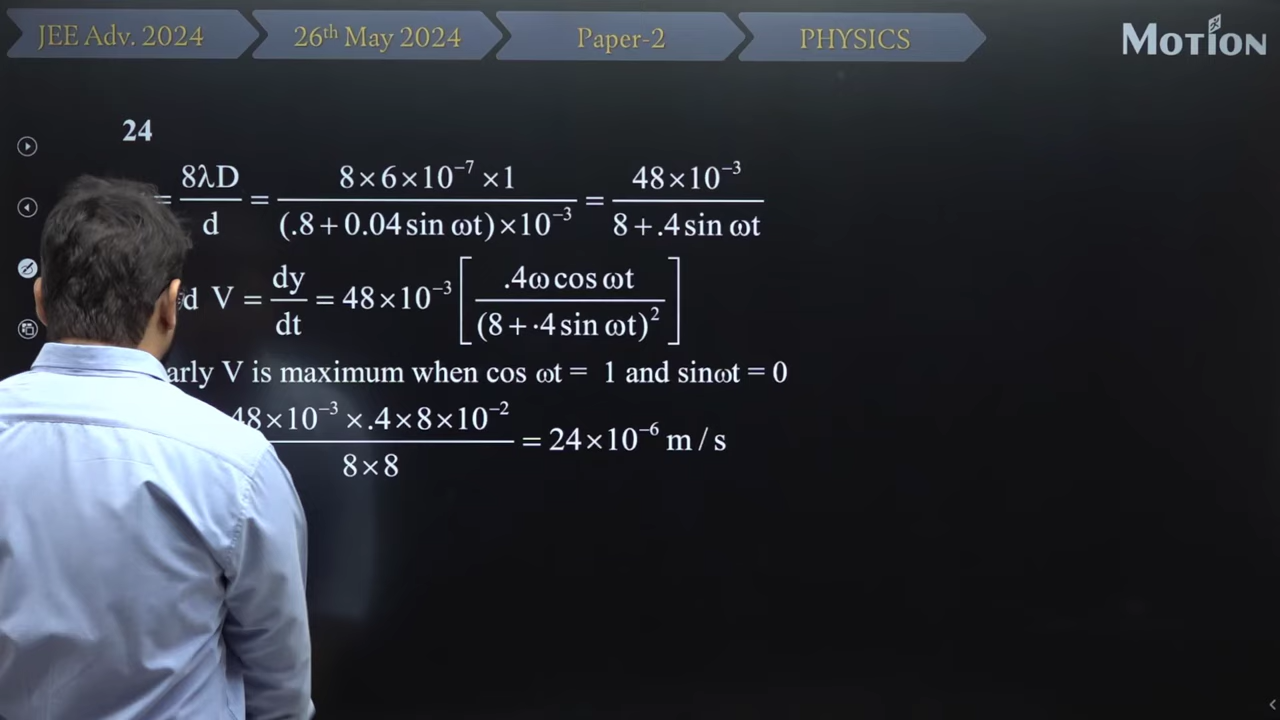 JEE Adv. 2024
26th May 2024
Paper-2
PHYSICS
MOTION
24
= 8λD / d = 8×6×10⁻⁷×1 / (.8+0.04 sin ωt)×10⁻³ = 48×10⁻³ / 8+.4 sin ωt
d V = dy/dt = 48×10⁻³ [ .4ω cos ωt / (8+·4 sin ωt)² ]
arly V is maximum when cos ωt = 1 and sinωt = 0
48×10⁻³×.4×8×10⁻² / 8×8 = 24×10⁻⁶ m/s